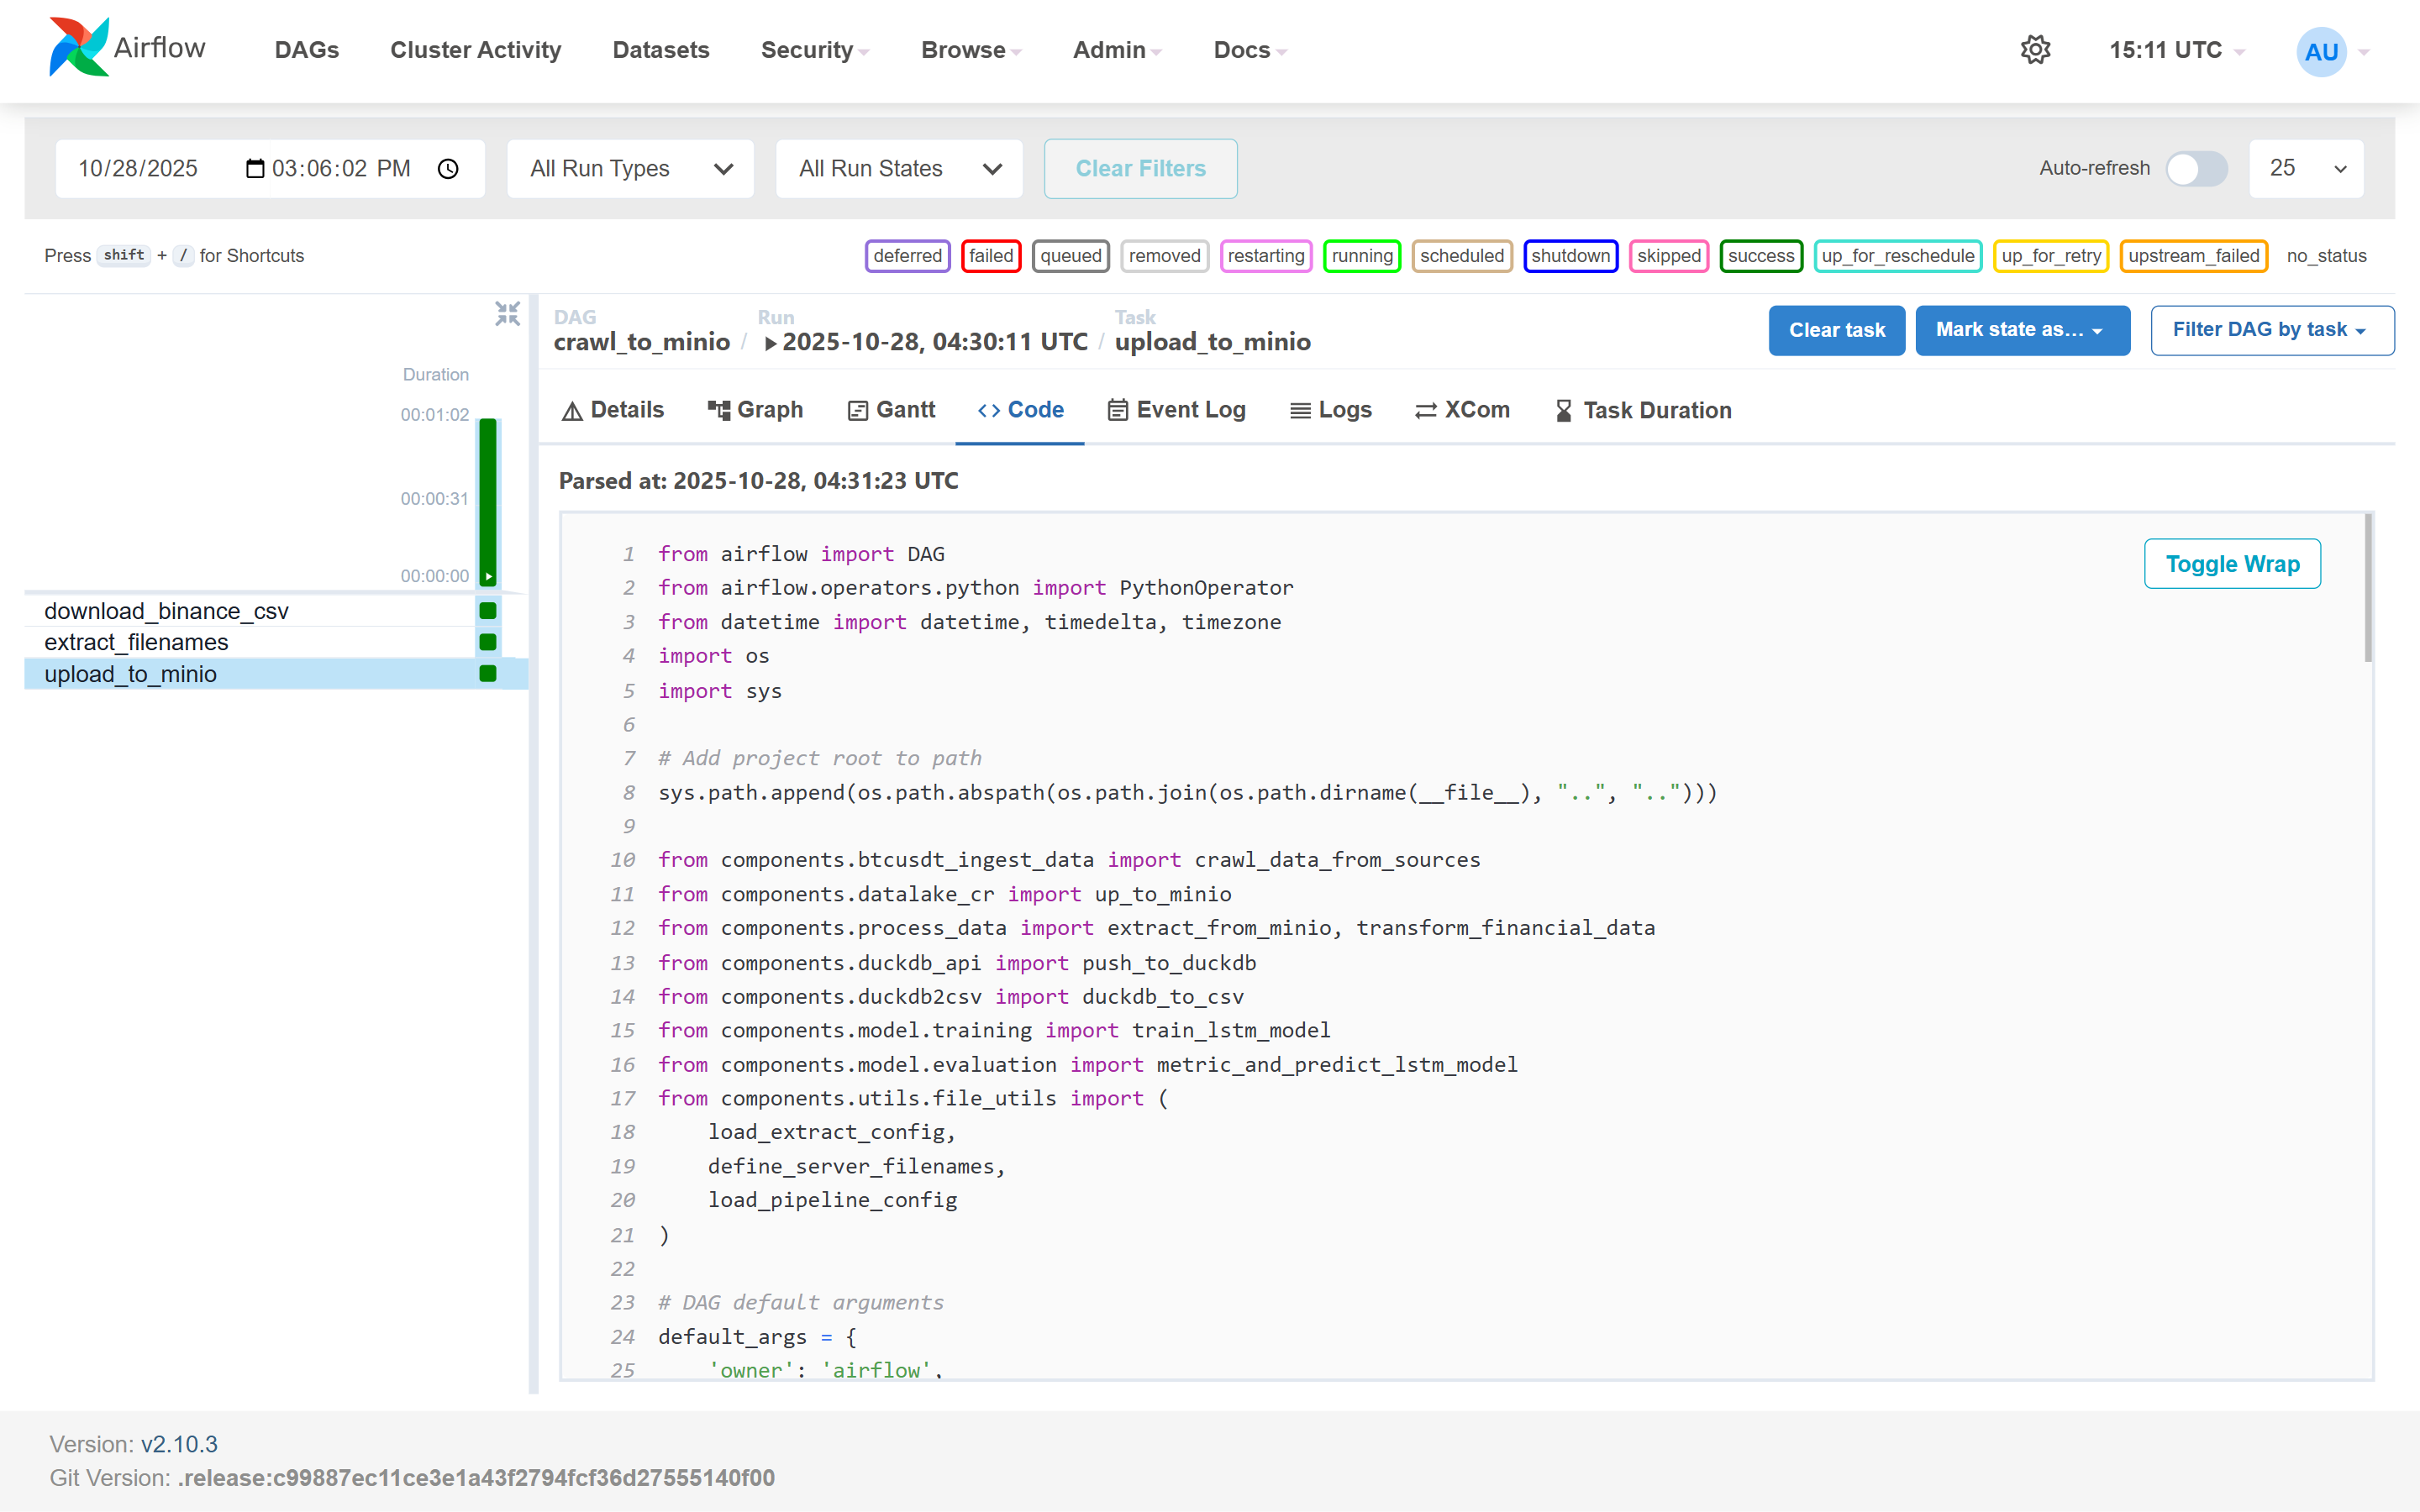 Airflow
DAGs Cluster Activity Datasets Security Browse Admin Docs
15:11 UTC AU
10/28/2025 03:06:02 PM All Run Types All Run States Clear Filters Auto-refresh 25
Press shift + / for Shortcuts
deferred failed queued removed restarting running scheduled shutdown skipped success up_for_reschedule up_for_retry upstream_failed no_status
Duration
00:01:02
00:00:31
00:00:00
download_binance_csv
extract_filenames
upload_to_minio
DAG Run Task
crawl_to_minio / 2025-10-28, 04:30:11 UTC / upload_to_minio
Clear task Mark state as... Filter DAG by task
Details Graph Gantt Code Event Log Logs XCom Task Duration
Parsed at: 2025-10-28, 04:31:23 UTC
Toggle Wrap
1 from airflow import DAG
2 from airflow.operators.python import PythonOperator
3 from datetime import datetime, timedelta, timezone
4 import os
5 import sys
6
7 # Add project root to path
8 sys.path.append(os.path.abspath(os.path.join(os.path.dirname(__file__), "..", "..")))
9
10 from components.btcusdt_ingest_data import crawl_data_from_sources
11 from components.datalake_cr import up_to_minio
12 from components.process_data import extract_from_minio, transform_financial_data
13 from components.duckdb_api import push_to_duckdb
14 from components.duckdb2csv import duckdb_to_csv
15 from components.model.training import train_lstm_model
16 from components.model.evaluation import metric_and_predict_lstm_model
17 from components.utils.file_utils import (
18     load_extract_config,
19     define_server_filenames,
20     load_pipeline_config
21 )
22
23 # DAG default arguments
24 default_args = {
25     'owner': 'airflow',
Version: v2.10.3
Git Version: .release:c99887ec11ce3e1a43f2794fcf36d27555140f00